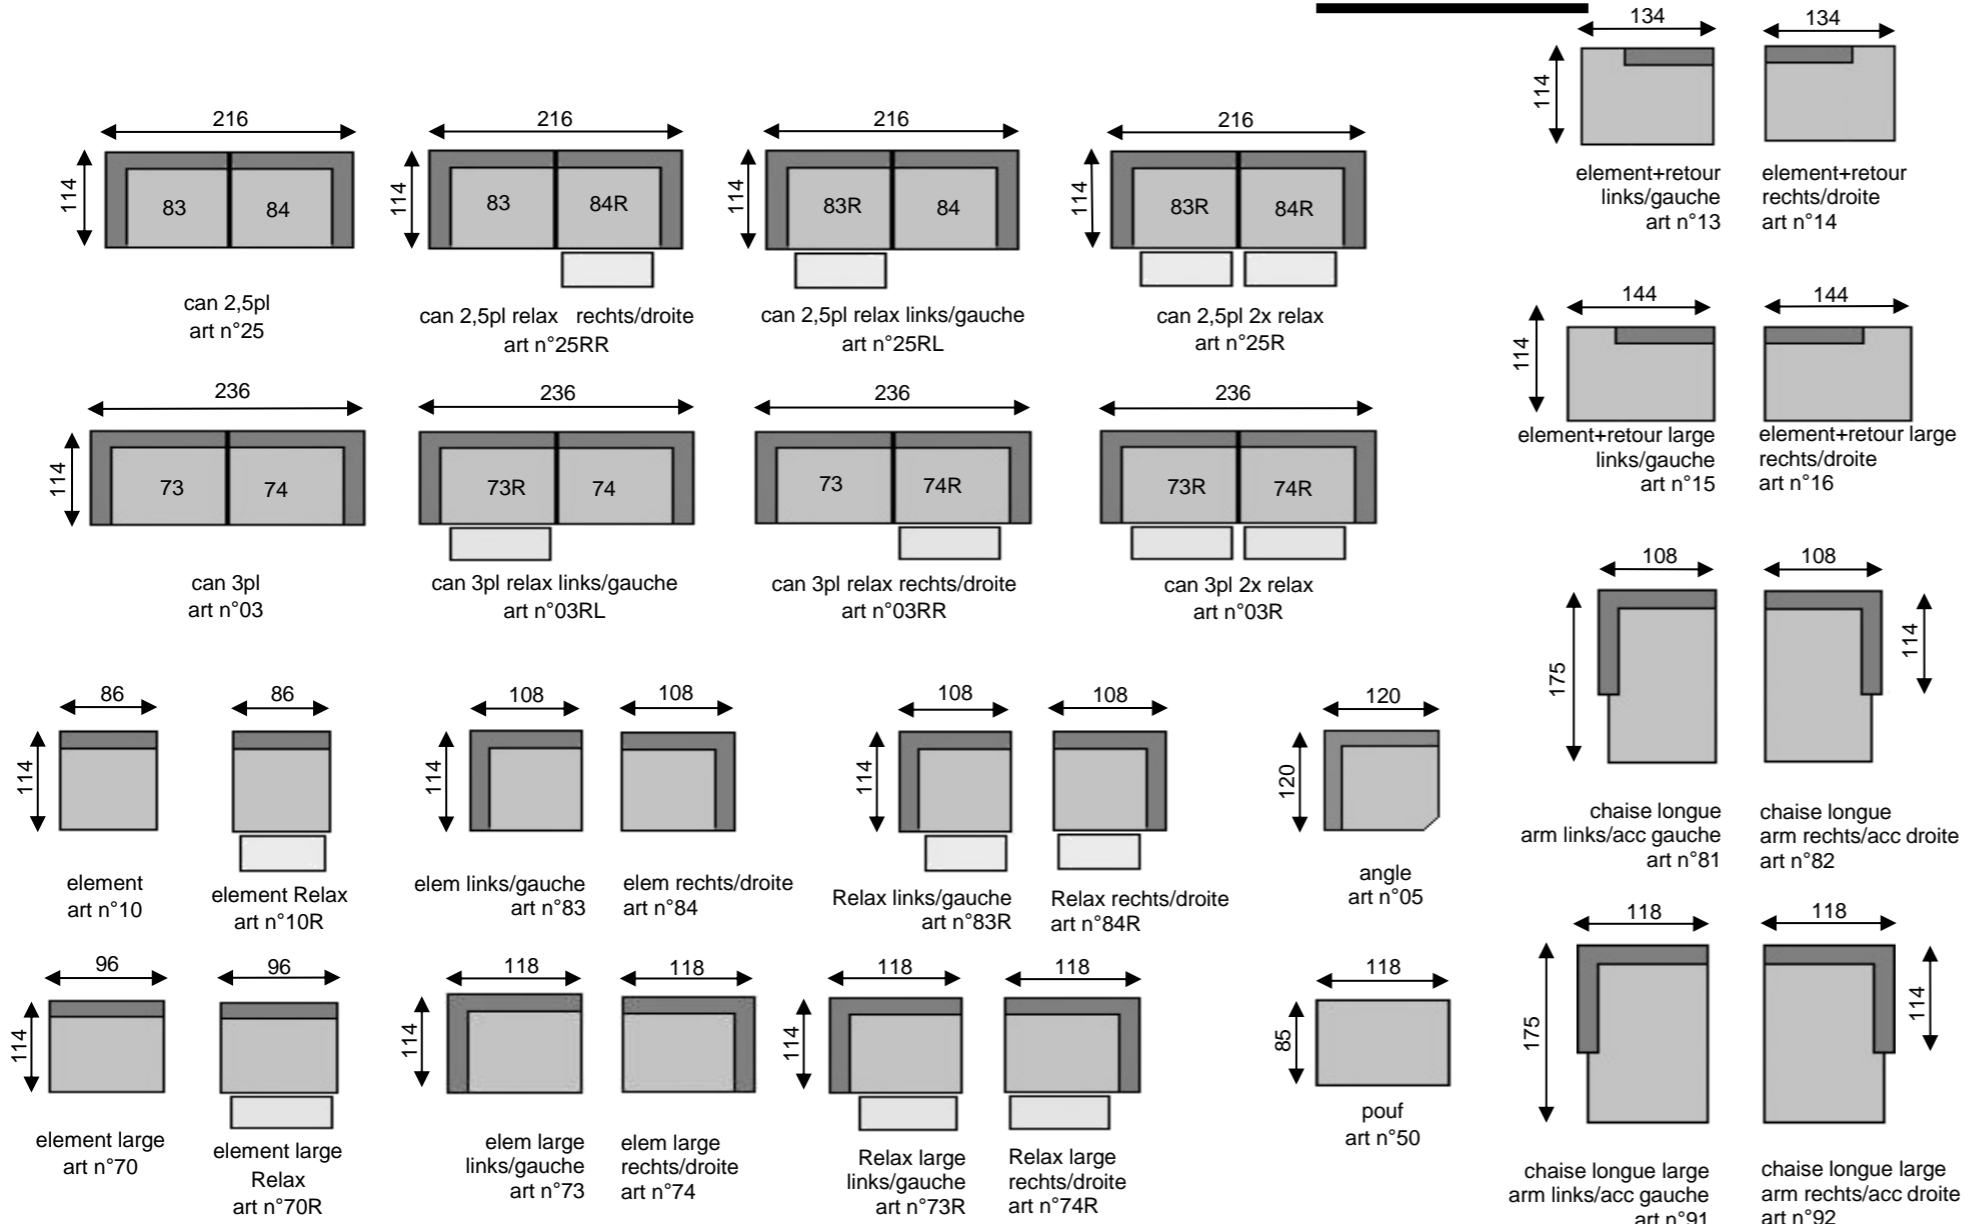 134
134
114
element+retour
links/gauche
art n°13
element+retour
rechts/droite
art n°14
216
216
216
216
114
83
84
114
83
84R
114
83R
84
114
83R
84R
can 2,5pl
art n°25
can 2,5pl relax rechts/droite
art n°25RR
can 2,5pl relax links/gauche
art n°25RL
can 2,5pl 2x relax
art n°25R
144
144
114
element+retour large
links/gauche
art n°15
element+retour large
rechts/droite
art n°16
236
236
236
236
114
73
74
73R
74
73
74R
73R
74R
can 3pl
art n°03
can 3pl relax links/gauche
art n°03RL
can 3pl relax rechts/droite
art n°03RR
can 3pl 2x relax
art n°03R
108
108
175
114
chaise longue
arm links/acc gauche
art n°81
chaise longue
arm rechts/acc droite
art n°82
86
86
108
108
108
108
120
114
114
114
120
element
art n°10
element Relax
art n°10R
elem links/gauche
art n°83
elem rechts/droite
art n°84
Relax links/gauche
art n°83R
Relax rechts/droite
art n°84R
angle
art n°05
96
96
118
118
118
118
118
114
114
114
85
element large
art n°70
element large
Relax
art n°70R
elem large
links/gauche
art n°73
elem large
rechts/droite
art n°74
Relax large
links/gauche
art n°73R
Relax large
rechts/droite
art n°74R
pouf
art n°50
118
118
175
114
chaise longue large
arm links/acc gauche
art n°91
chaise longue large
arm rechts/acc droite
art n°92